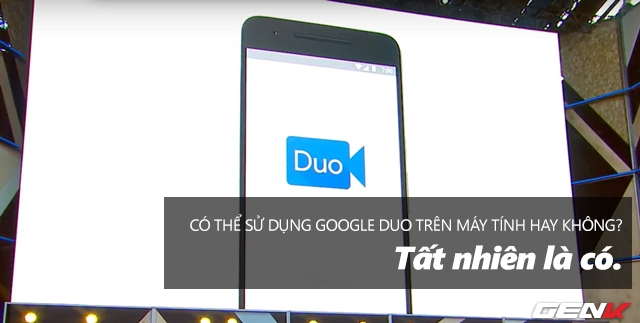 Duo
CÓ THỂ SỬ DỤNG GOOGLE DUO TRÊN MÁY TÍNH HAY KHÔNG?
Tất nhiên là có.
GENK